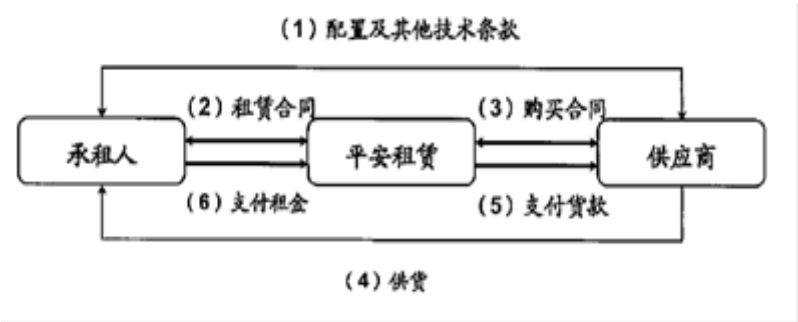 (1)配置及其他技术条款
(2)租赁合同
(3)购买合同
承租人
平安租赁
供应商
(6)支付租金
(5)支付货款
(4)供货